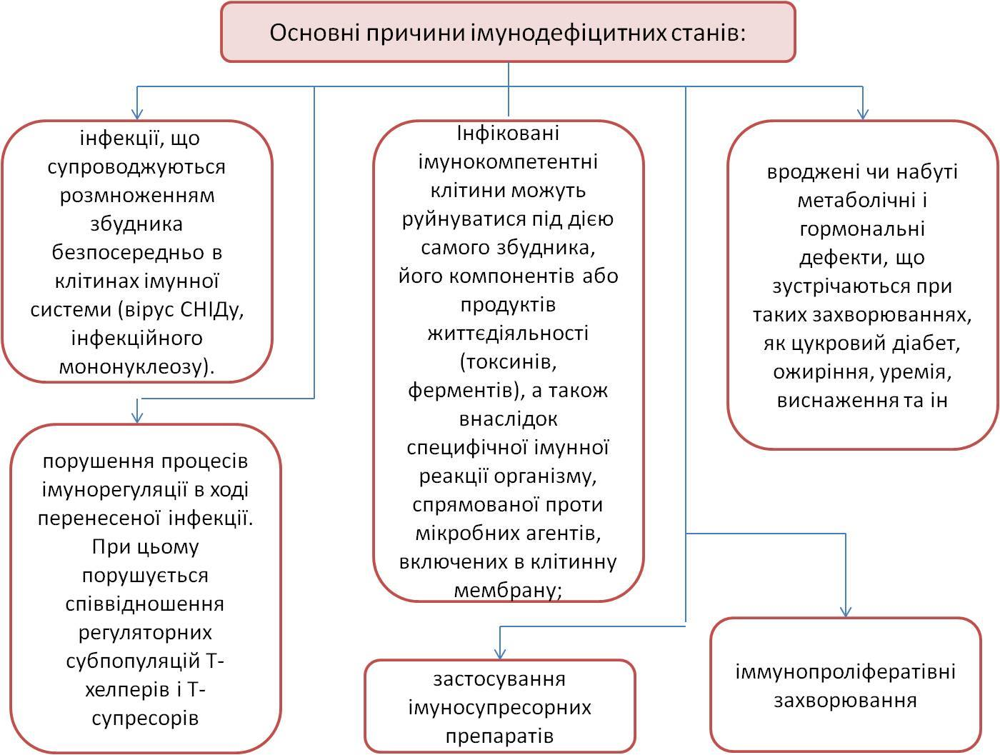 Основні причини імунодефіцитних станів:
інфекції, що
супроводжуються
розмноженням
збудника
безпосередньо в
клітинах імунної
системи (вірус СНІДу,
інфекційного
мононуклеозу).
Інфіковані
імунокомпетентні
клітини можуть
руйнуватися під дією
самого збудника,
його компонентів або
продуктів
життєдіяльності
(токсинів,
ферментів), а також
внаслідок
специфічної імунної
реакції організму,
спрямованої проти
мікробних агентів,
включених в клітинну
мембрану;
вроджені чи набуті
метаболічні і
гормональні
дефекти, що
зустрічаються при
таких захворюваннях,
як цукровий діабет,
ожиріння, уремія,
виснаження та ін
порушення процесів
імунорегуляції в ході
перенесеної інфекції.
При цьому
порушується
співвідношення
регуляторних
субпопуляцій Т-
хелперів і Т-
супресорів
застосування
імуносупресорних
препаратів
іммунопроліфератівні
захворювання